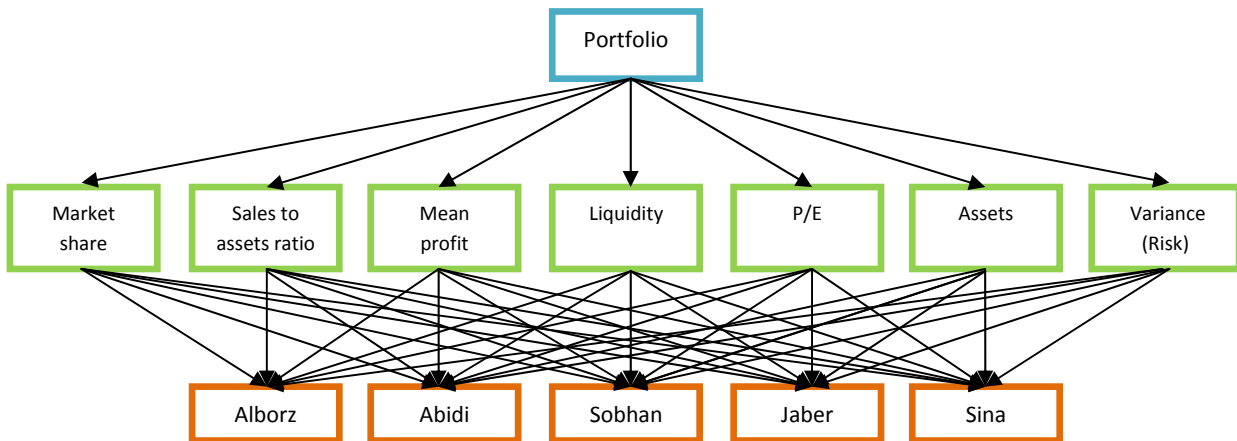 Portfolio
Market
share
Sales to
assets ratio
Mean
profit
Liquidity
P/E
Assets
Variance
(Risk)
Alborz
Abidi
Sobhan
Jaber
Sina